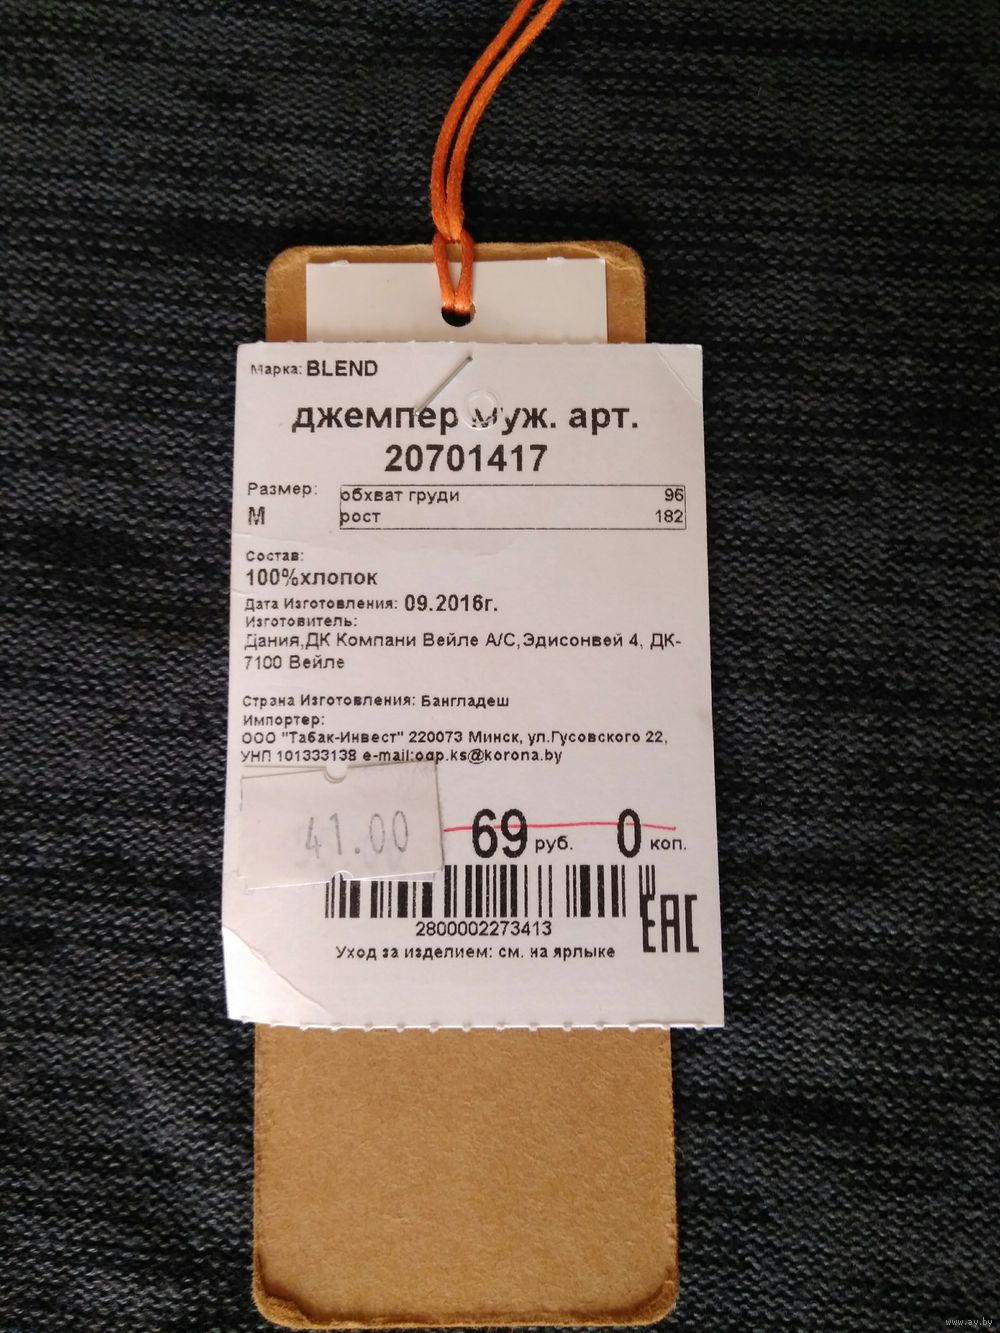 Марка: BLEND
джемпер муж. арт.
20701417
Размер:
M
обхват груди 96
рост 182
Состав:
100%хлопок
Дата Изготовления: 09.2016г.
Изготовитель:
Дания,ДК Компани Вейле А/С,Эдисонвей 4, ДК-
7100 Вейле
Страна Изготовления: Бангладеш
Импортер:
ООО "Табак-Инвест" 220073 Минск, ул.Гусовского 22,
УНП 101333138 e-mail:oqp.ks@korona.by
41.00
69 руб. 0 коп.
2800002273413
EAC
Уход за изделием: см. на ярлыке
www.ay.by